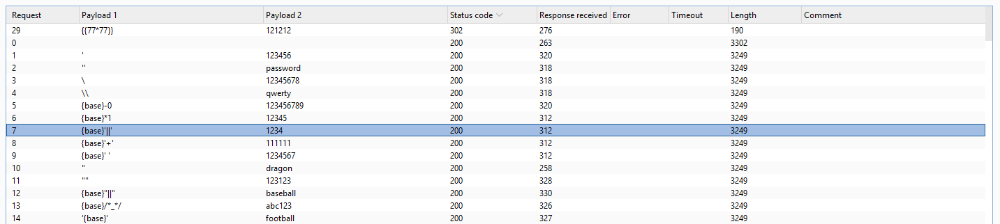 Request Payload 1 Payload 2 Status code Response received Error Timeout Length Comment
29 {{77*77}} 121212 302 276 190
0 200 263 3302
1 ' 123456 200 320 3249
2 '' password 200 318 3249
3 \ 12345678 200 318 3249
4 \\ qwerty 200 318 3249
5 {base}-0 123456789 200 320 3249
6 {base}*1 12345 200 312 3249
7 {base}'||' 1234 200 312 3249
8 {base}'+' 111111 200 312 3249
9 {base}' ' 1234567 200 312 3249
10 " dragon 200 258 3249
11 "" 123123 200 328 3249
12 {base}"||" baseball 200 330 3249
13 {base}/*_*/ abc123 200 326 3249
14 '{base}' football 200 327 3249